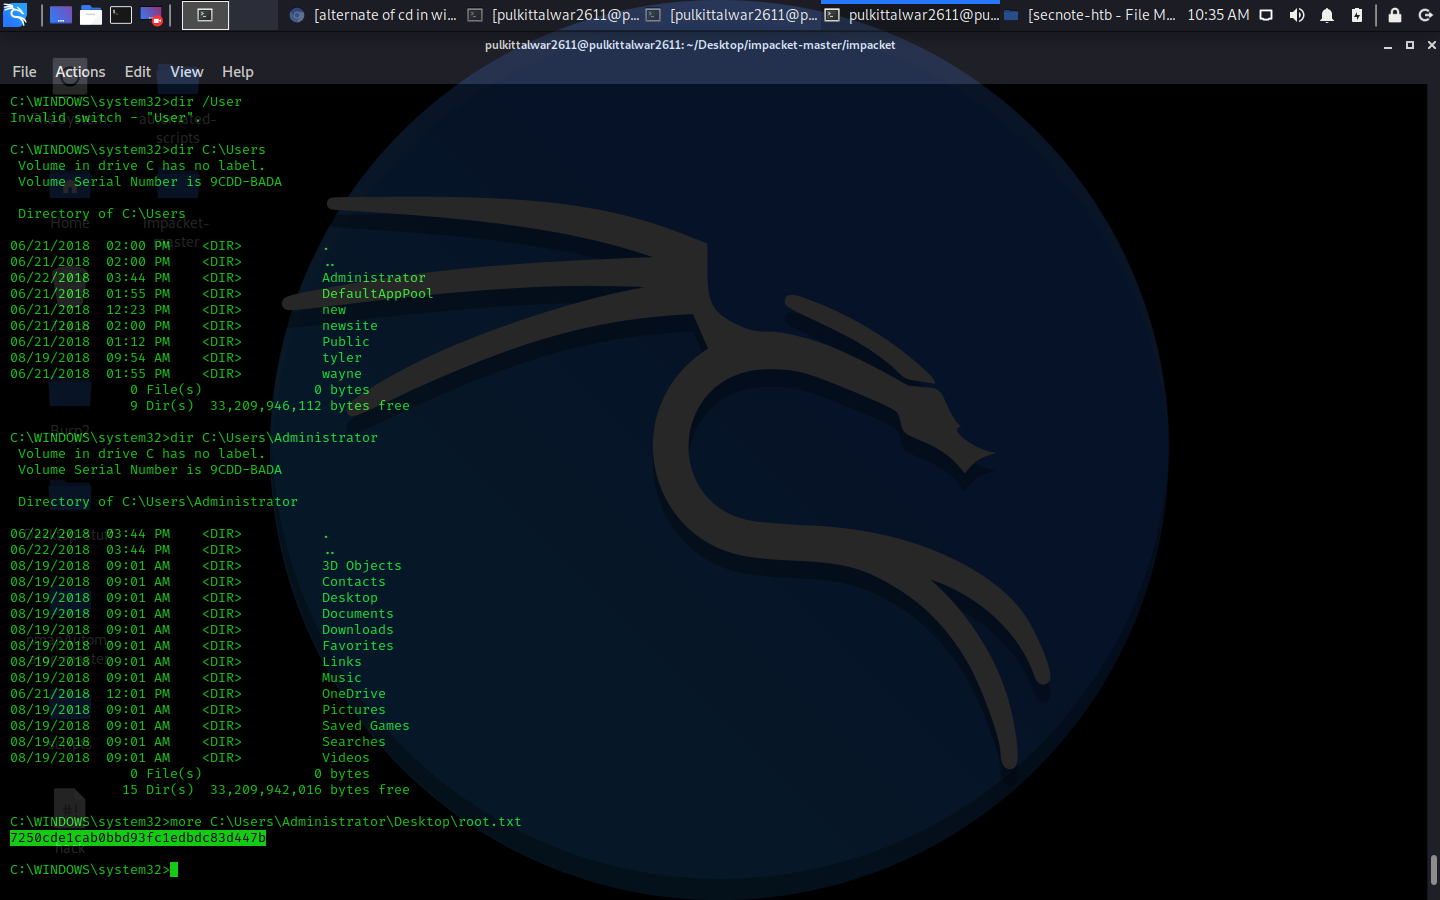 [alternate of cd in wi...
[pulkittalwar2611@p...
[pulkittalwar2611@p...
pulkittalwar2611@pu...
[secnote-htb - File M...
10:35 AM
pulkittalwar2611@pulkittalwar2611: ~/Desktop/impacket-master/impacket
File Actions Edit View Help
C:\WINDOWS\system32>dir /User
Invalid switch - "User".
C:\WINDOWS\system32>dir C:\Users
Volume in drive C has no label.
Volume Serial Number is 9CDD-BADA
Directory of C:\Users
06/21/2018  02:00 PM    <DIR>          .
06/21/2018  02:00 PM    <DIR>          ..
06/22/2018  03:44 PM    <DIR>          Administrator
06/21/2018  01:55 PM    <DIR>          DefaultAppPool
06/21/2018  12:23 PM    <DIR>          new
06/21/2018  02:00 PM    <DIR>          newsite
06/21/2018  01:12 PM    <DIR>          Public
08/19/2018  09:54 AM    <DIR>          tyler
06/21/2018  01:55 PM    <DIR>          wayne
0 File(s)              0 bytes
9 Dir(s)  33,209,946,112 bytes free
C:\WINDOWS\system32>dir C:\Users\Administrator
Volume in drive C has no label.
Volume Serial Number is 9CDD-BADA
Directory of C:\Users\Administrator
06/22/2018  03:44 PM    <DIR>          .
06/22/2018  03:44 PM    <DIR>          ..
08/19/2018  09:01 AM    <DIR>          3D Objects
08/19/2018  09:01 AM    <DIR>          Contacts
08/19/2018  09:01 AM    <DIR>          Desktop
08/19/2018  09:01 AM    <DIR>          Documents
08/19/2018  09:01 AM    <DIR>          Downloads
08/19/2018  09:01 AM    <DIR>          Favorites
08/19/2018  09:01 AM    <DIR>          Links
08/19/2018  09:01 AM    <DIR>          Music
06/21/2018  12:01 PM    <DIR>          OneDrive
08/19/2018  09:01 AM    <DIR>          Pictures
08/19/2018  09:01 AM    <DIR>          Saved Games
08/19/2018  09:01 AM    <DIR>          Searches
08/19/2018  09:01 AM    <DIR>          Videos
0 File(s)              0 bytes
15 Dir(s)  33,209,942,016 bytes free
C:\WINDOWS\system32>more C:\Users\Administrator\Desktop\root.txt
7250cde1cab0bbd93fc1edbdc83d447b
C:\WINDOWS\system32>
automated-
scripts
Home
impacket-
master
Burp2
hack